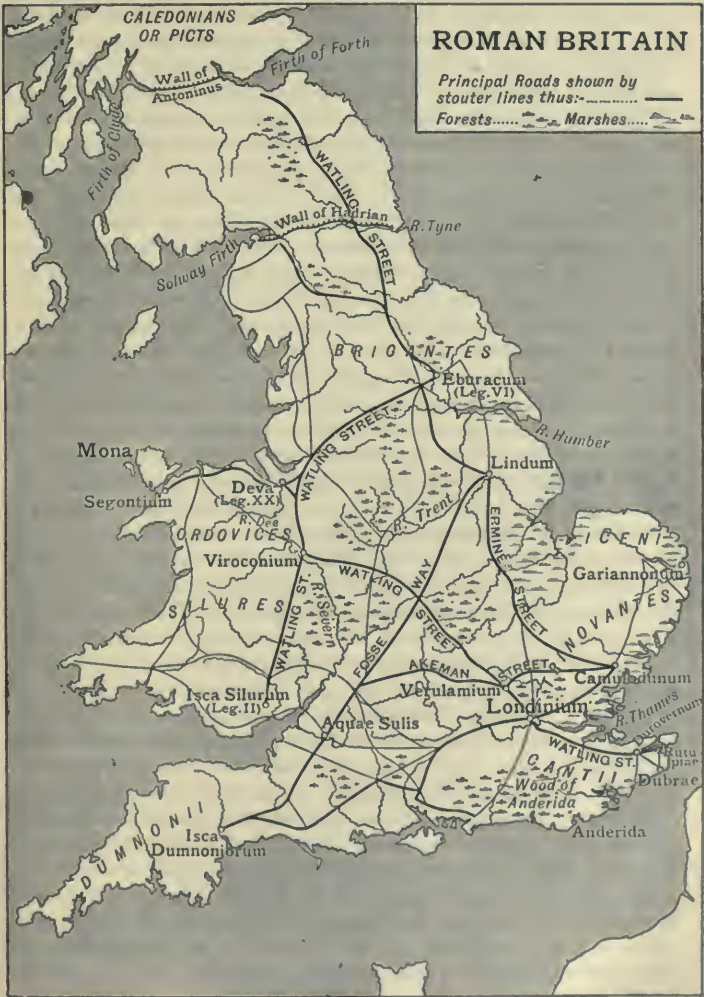 CALEDONIANS
OR PICTS
ROMAN BRITAIN
Principal Roads shown by
stouter lines thus:-
Forests...... Marshes.....
Firth of Forth
Wall of
Antoninus
Firth of Clyde
WATLING
STREET
Wall of Hadrian
R. Tyne
Solway Firth
BRIGANTES
Eburacum
(Leg. VI)
R. Humber
WATLING STREET
Mona
Lindum
Segontium
Deva
(Leg. XX)
R. Dee
R. Trent
ORDOVICES
ERMINE
STREET
ICENI
Viroconium
Gariannonum
WATLING
STREET
FOSSE WAY
SILURES
WATLING ST.
R. Severn
INOVANTES
AKEMAN STREET
Camulodunum
Isca Silurum
(Leg. II)
Verulamium
Londinium
R. Thames
Aquae Sulis
Durovernum
WATLING ST.
Rutu
piae
CANTII
Dubrae
Wood of
Anderida
Anderida
DUMNONII
Isca
Dumnoniorum